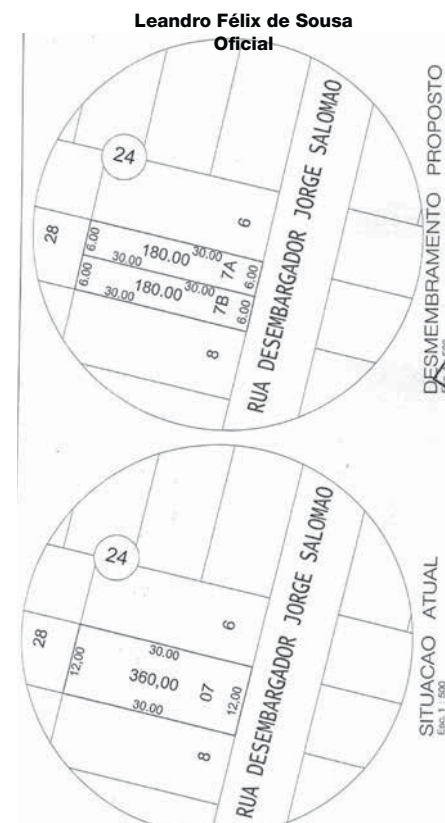 Leandro Félix de Sousa
Oficial
24
28
6.00
6.00
30.00
180.00
30.00
7A
6
30.00
180.00
30.00
7B
6.00
6.00
8
RUA DESEMBARGADOR JORGE SALOMAO
DESMEMBRAMENTO PROPOSTO
24
28
12,00
30.00
360,00
30.00
07
12.00
6
8
RUA DESEMBARGADOR JORGE SALOMAO
SITUACAO ATUAL
Esc. 1 : 500